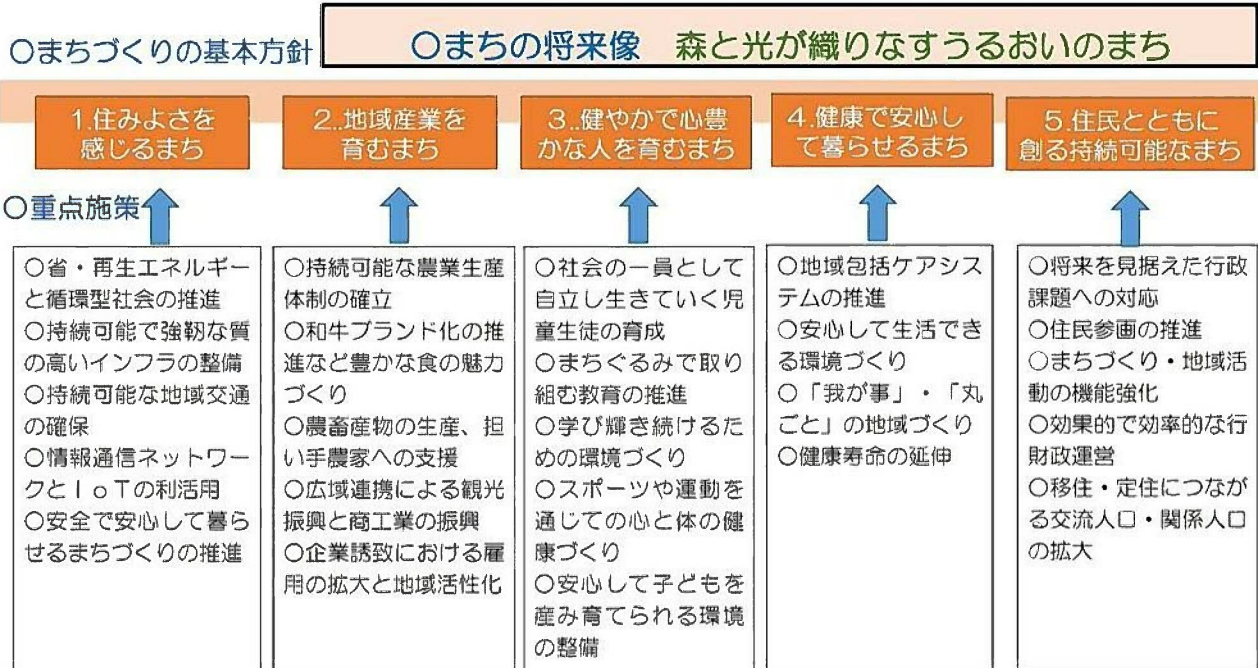 ○まちづくりの基本方針
○まちの将来像　森と光が織りなすうるおいのまち
1.住みよさを
感じるまち
2..地域産業を
育むまち
3..健やかで心豊
かな人を育むまち
4.健康で安心し
て暮らせるまち
5.住民とともに
創る持続可能なまち
○重点施策
○省・再生エネルギー
と循環型社会の推進
○持続可能で強靭な質
の高いインフラの整備
○持続可能な地域交通
の確保
○情報通信ネットワー
クとIoTの利活用
○安全で安心して暮ら
せるまちづくりの推進
○持続可能な農業生産
体制の確立
○和牛ブランド化の推
進など豊かな食の魅力
づくり
○農畜産物の生産、担
い手農家への支援
○広域連携による観光
振興と商工業の振興
○企業誘致における雇
用の拡大と地域活性化
○社会の一員として
自立し生きていく児
童生徒の育成
○まちぐるみで取り
組む教育の推進
○学び輝き続けるた
めの環境づくり
○スポーツや運動を
通じての心と体の健
康づくり
○安心して子どもを
産み育てられる環境
の整備
○地域包括ケアシス
テムの推進
○安心して生活でき
る環境づくり
○「我が事」・「丸
ごと」の地域づくり
○健康寿命の延伸
○将来を見据えた行政
課題への対応
○住民参画の推進
○まちづくり・地域活
動の機能強化
○効果的で効率的な行
財政運営
○移住・定住につなが
る交流人口・関係人口
の拡大